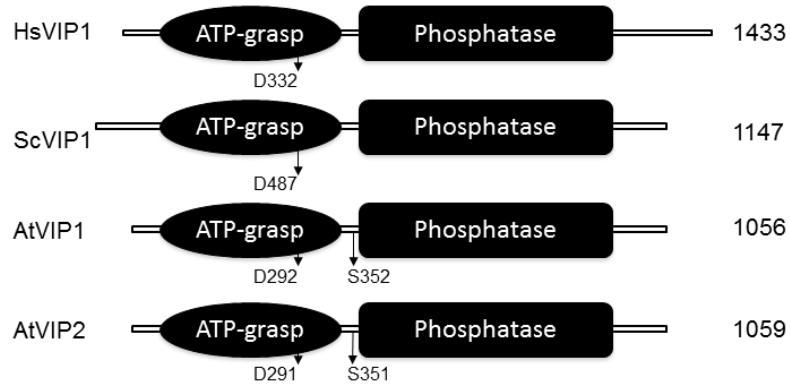 HsVIP1 ATP-grasp Phosphatase 1433
D332
ScVIP1 ATP-grasp Phosphatase 1147
D487
AtVIP1 ATP-grasp Phosphatase 1056
D292 S352
AtVIP2 ATP-grasp Phosphatase 1059
D291 S351